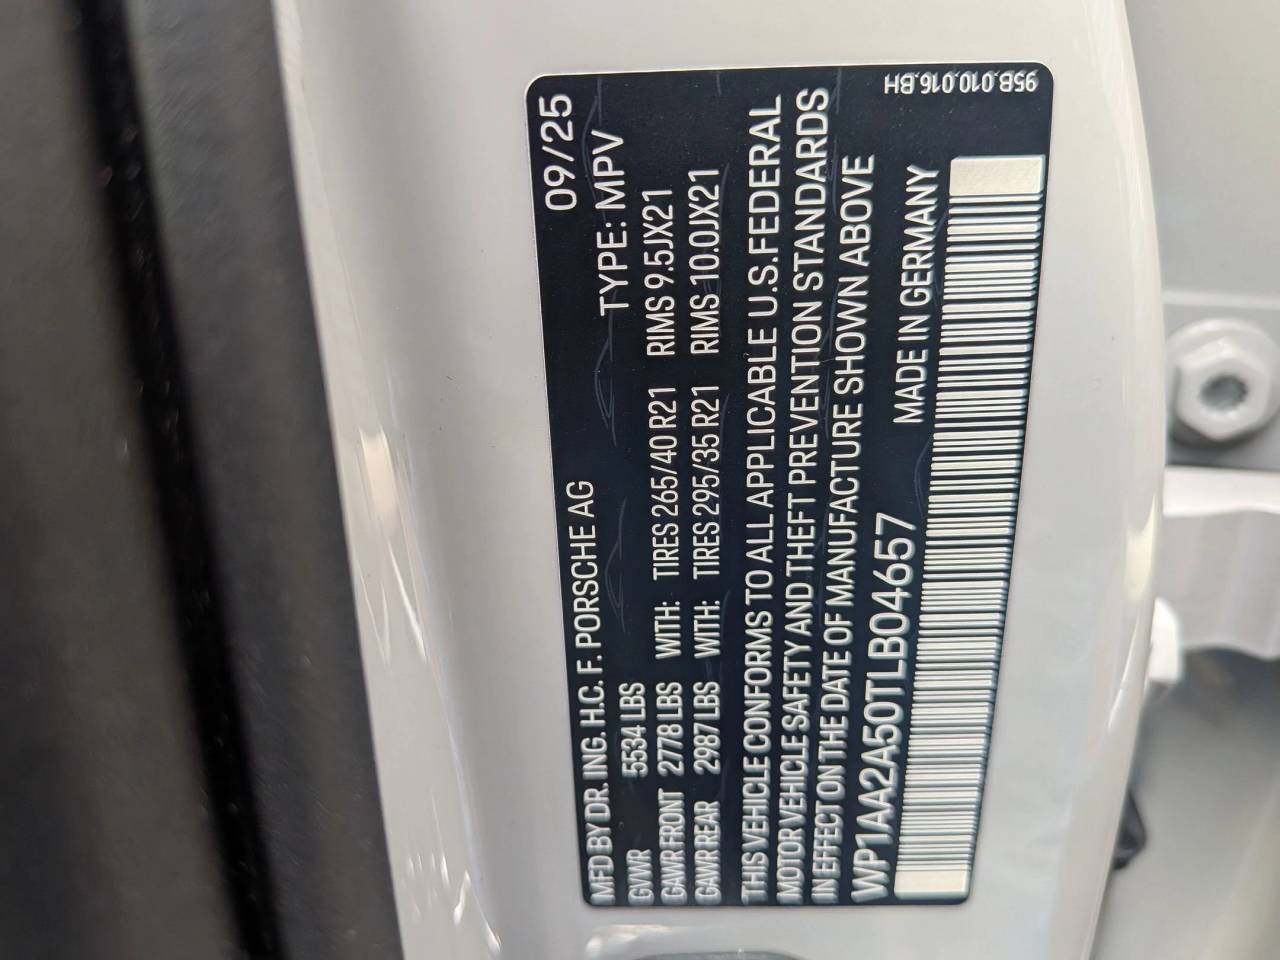 MFD BY DR. ING. H.C. F. PORSCHE AG 09/25
GVWR 5534 LBS TYPE: MPV
GAWR FRONT 2778 LBS WITH: TIRES 265/40 R21 RIMS 9.5JX21
GAWR REAR 2987 LBS WITH: TIRES 295/35 R21 RIMS 10.0JX21
THIS VEHICLE CONFORMS TO ALL APPLICABLE U.S.FEDERAL
MOTOR VEHICLE SAFETY AND THEFT PREVENTION STANDARDS
IN EFFECT ON THE DATE OF MANUFACTURE SHOWN ABOVE
WP1AA2A50TLB04657 MADE IN GERMANY
95B.010.016.BH